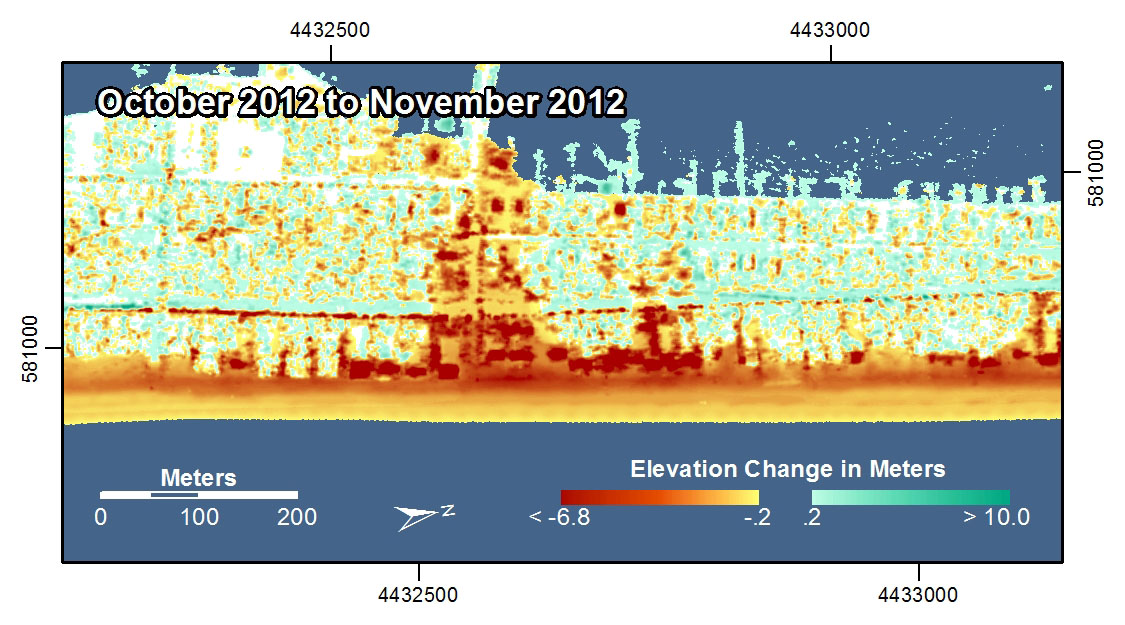 4432500 4433000
October 2012 to November 2012
581000
581000
Meters
0 100 200
N
Elevation Change in Meters
< -6.8 -.2 .2 > 10.0
4432500 4433000